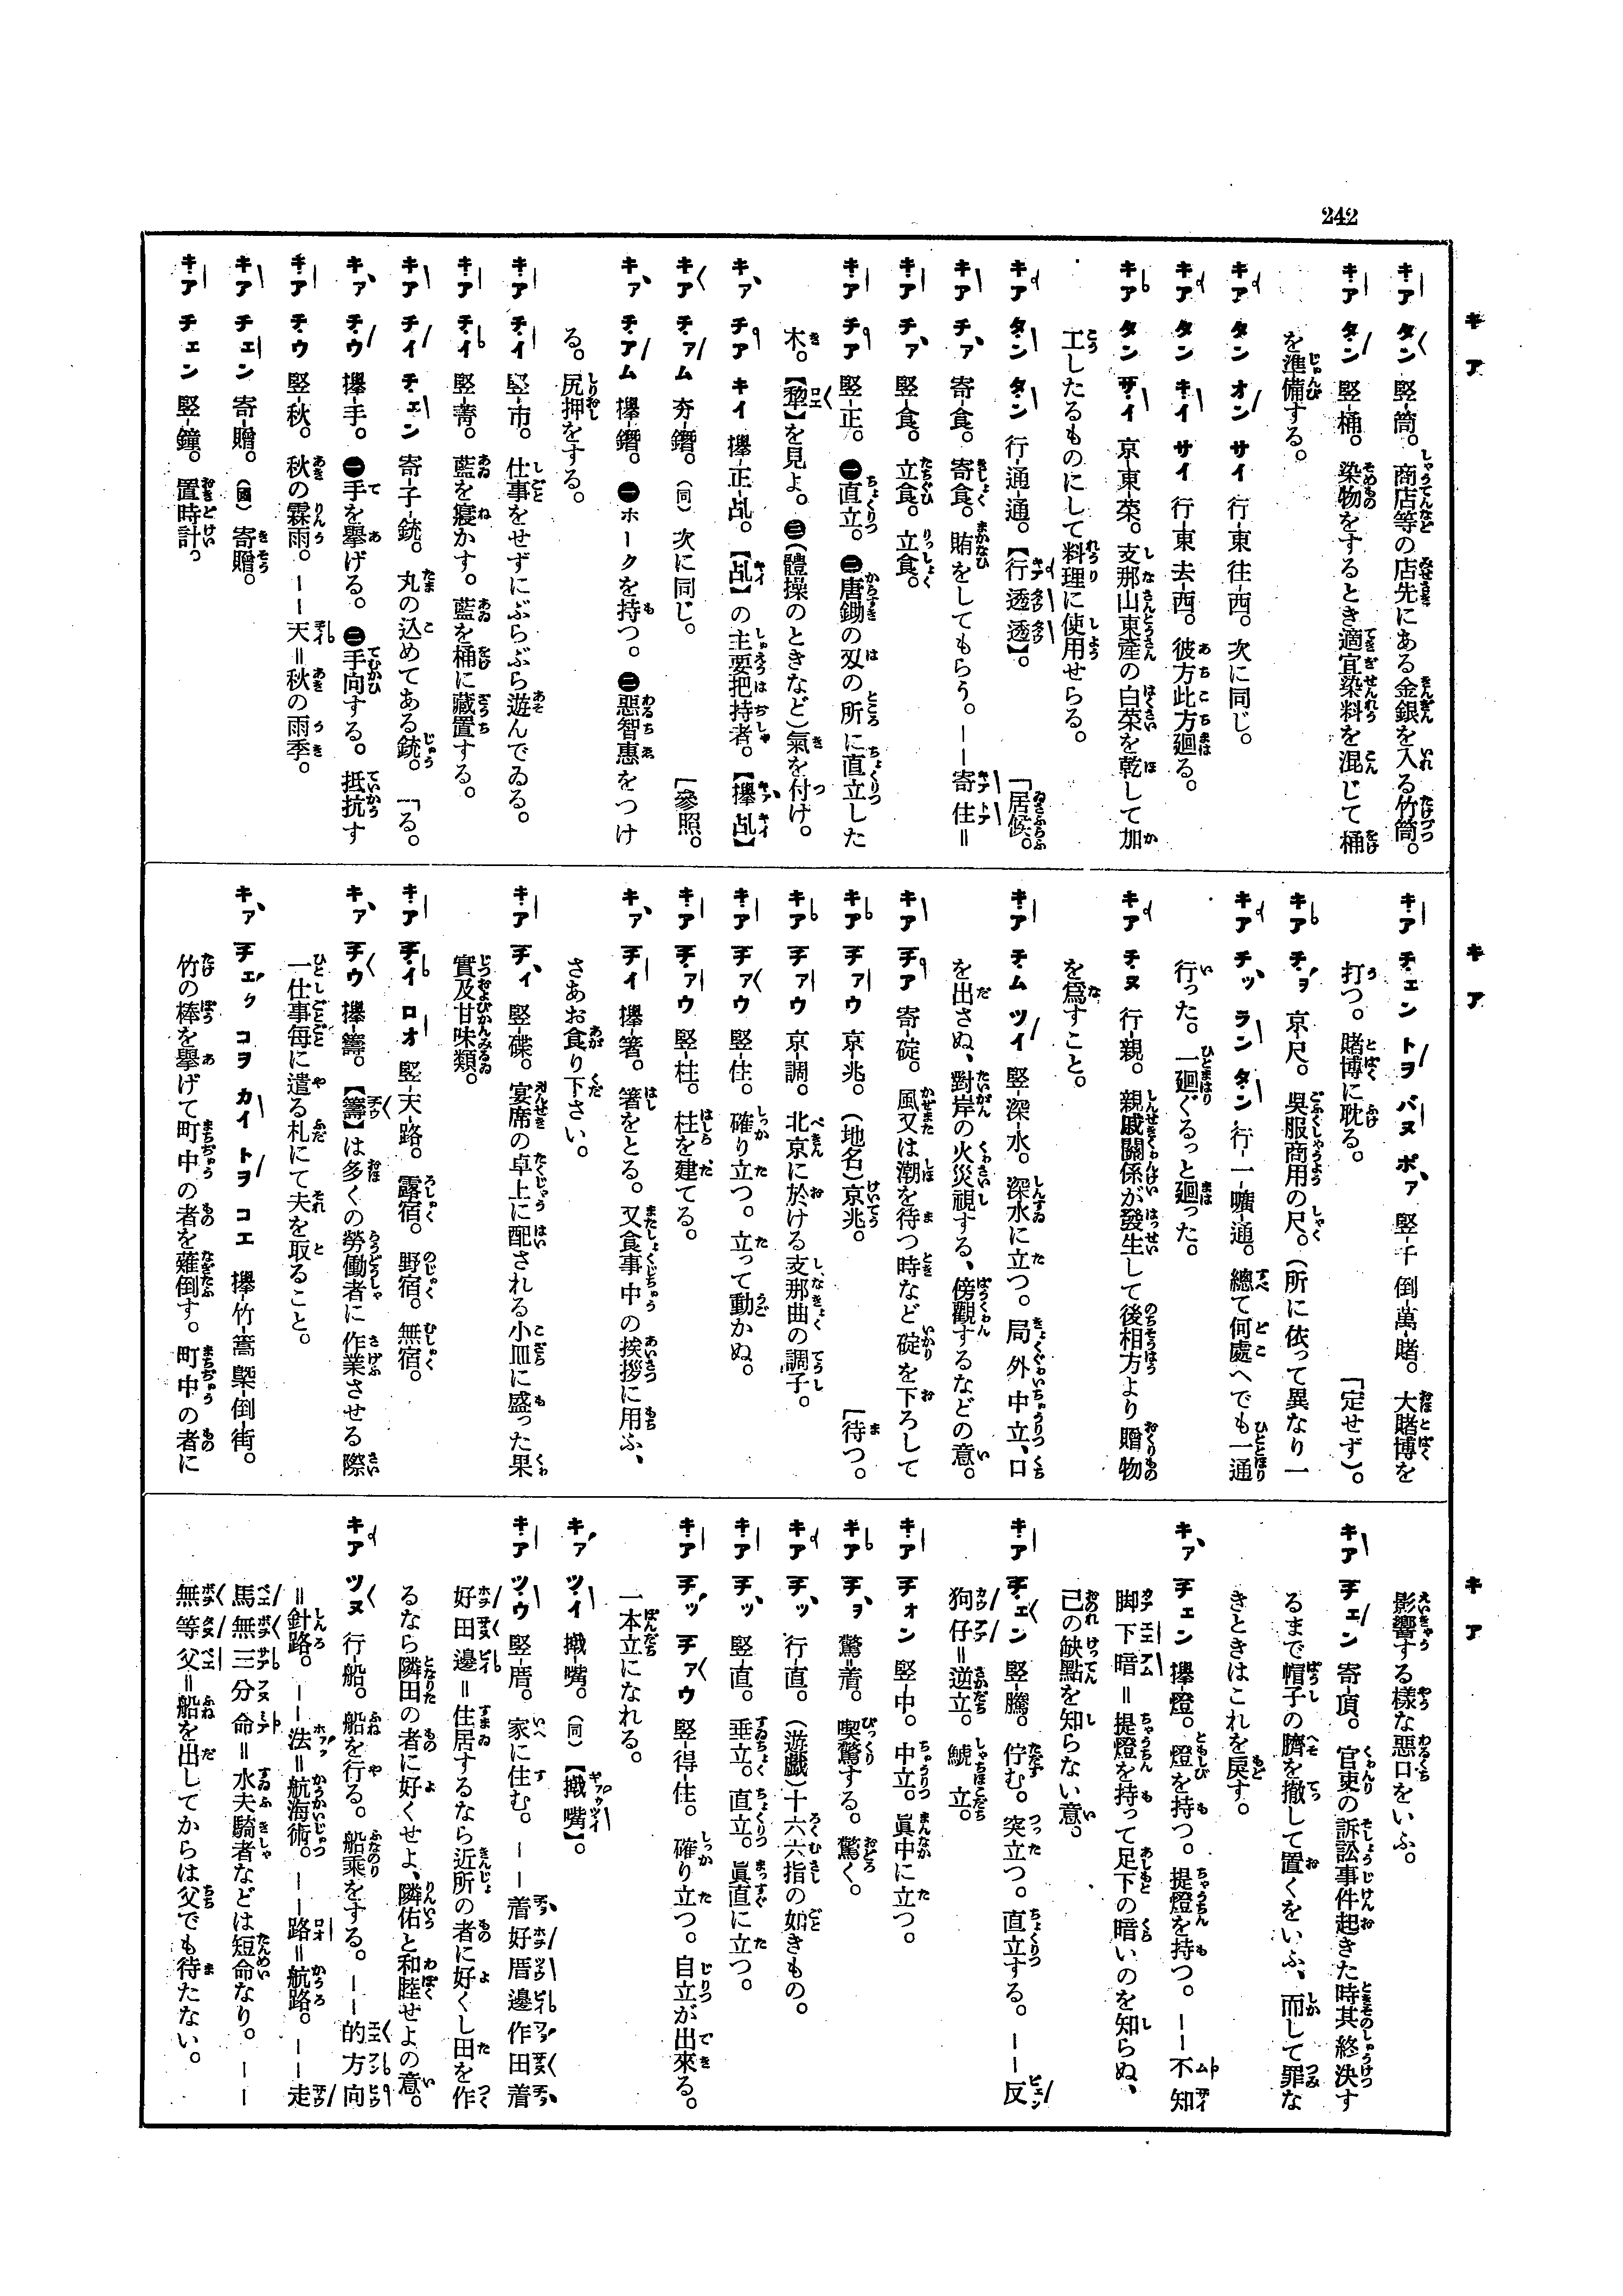 242
キア
キア タン 竪-筒。商店等の店先にある金銀を入る竹筒。
キア タン 竪-桶。染物をするとき適宜染料を混じて桶
を準備する。
キア タン オン サイ 行-東 往-西。次に同じ。
キア タン キイ サイ 行東 去-西。彼方此方廻る。
キア タン ザイ 京-東-菜。支那山東産の白菜を乾して加
工したるものにして料理に使用せらる。
キア タン タン 行-通-通。【行透透】。
キア チァ 寄-食。寄食。賄をしてもらう。——寄住=「居候。
キア チァ 竪-食。立食。立食。
キア チア 竪-正。㊀直立。㊁唐鋤の刄の所に直立した
木。【犂】を見よ。㊂(體操のときなど)氣を付け。
キァ チア キイ 攑-正-乩。【乩】の主要把持者。【攑乩】
キア チァム 夯-鐕。(同)次に同じ。[參照。
キァ チアム 攑-鐕。㊀ホークを持つ。㊁惡智惠をつけ
る。尻押をする。
キア チイ 竪-市。仕事をせずにぶらぶら遊んでゐる。
キア チイ 竪-靑。藍を寢かす。藍を桶に藏置する。
キア チイ チェン 寄-子-銃。丸の込めてある銃。「る。
キァ チウ 攑-手。㊀手を擧げる。㊁手向する。抵抗す
キア チウ 竪-秋。秋の霖雨。——天=秋の雨季。
キア チェン 寄-贈。(國)寄贈。
キア チェン 竪-鐘。置時計。
キア
キア チェン トヲ バヌ ポァ 竪-千 倒-萬-賭。大賭博を
打つ。賭博に耽る。
キア チヲ 京尺。吳服商用の尺。(所に依って異なり一「定せず)。
キア チッ ラン タン 行-一-曠-通。總て何處へでも一通
行った。一廻ぐるっと廻った。
キア チヌ 行-親。親戚關係が發生して後相方より贈物
を爲すこと。
キア チム ツイ 竪-深-水。深水に立つ。局外中立、口
を出さぬ、對岸の火災視する、傍觀するなどの意。
キア チア 寄-碇。風又は潮を待つ時など碇を下ろして
キア チァウ 京-兆。(地名)京兆。[待つ。
キア チァウ 京-調。北京に於ける支那曲の調子。
キア チァウ 竪-住。確り立つ。立って動かぬ。
キア チァウ 竪-柱。柱を建てる。
キァ チイ 攑-箸。箸をとる。又食事中の挨拶に用ふ、
さあお食り下さい。
キア チィ 竪-碟。宴席の卓上に配される小皿に盛った果
實及甘味類。
キア チイ ロオ 竪-天-路。露宿。野宿。無宿。
キァ チウ 攑-籌。【籌】は多くの勞働者に作業させる際
一仕事每に遣る札にて夫を取ること。
キァ チェク コヲ カイ トヲ コエ 攑-竹-篙 槩-倒-街。
竹の棒を擧げて町中の者を薙倒す。町中の者に
キア
影響する樣な惡口をいふ。
キア チェン 寄-頂。官吏の訴訟事件起きた時其終決す
るまで帽子の臍を撤して置くをいふ、而して罪な
きときはこれを戾す。
キァ チェン 攑-燈。燈を持つ。提燈を持つ。——不知
脚下暗=提燈を持って足下の暗いのを知らぬ、
己の缺點を知らない意。
キア チェン 竪-騰。佇む。突立つ。直立する。——反
狗仔=逆立。鯱立。
キア チオン 竪-中。中立。眞中に立つ。
キア チヲ 驚-着。喫驚する。驚く。
キア チッ 行-直。(遊戲)十六六指の如きもの。
キア チッ 竪-直。垂立。直立。眞直に立つ。
キア チッ チァウ 竪得-住。確り立つ。自立が出來る。
一本立になれる。
キァ ツイ 撠-嘴。(同)【撠嘴】。
キア ツウ 竪-厝。家に住む。——着好厝邊作田着
好田邊=住居するなら近所の者に好くし田を作
るなら隣田の者に好くせよ、隣佑と和睦せよの意。
キア ツヌ 行-船。船を行る。船乘をする。——的方向
=針路。——法=航海術。——路=航路。——走
馬無三分命=水夫騎者などは短命なり。——
無等父=船を出してからは父でも待たない。